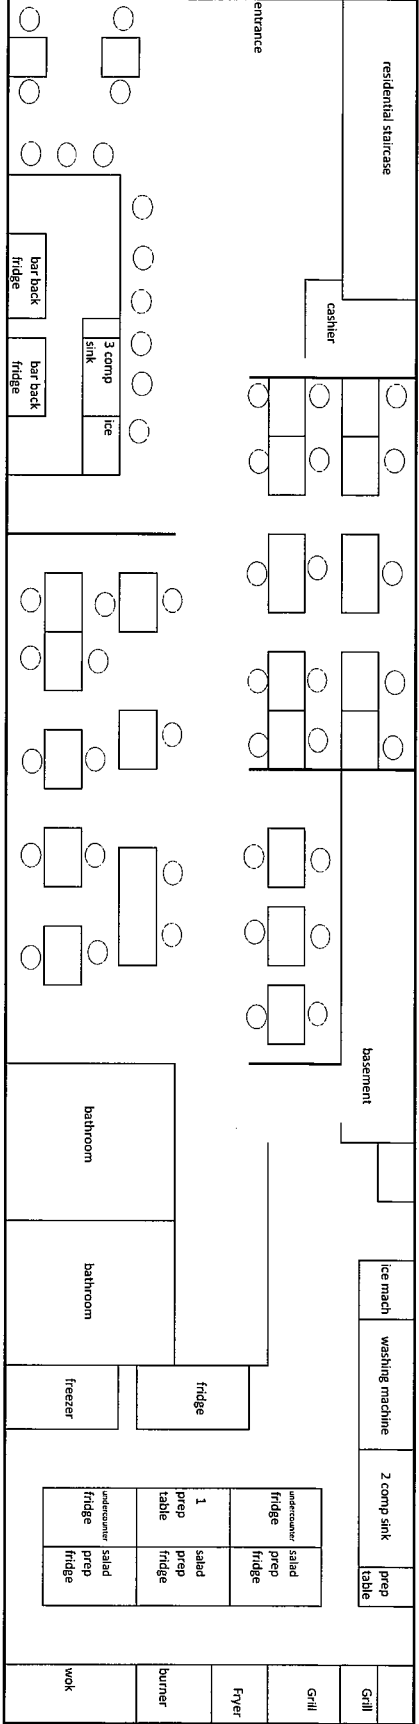 entrance
residential staircase
cashier
bar back
fridge
bar back
fridge
3 comp
sink
ice
basement
bathroom
bathroom
ice mach
washing machine
2 comp sink
prep
table
freezer
fridge
undercounter
fridge
1
prep
table
undercounter
fridge
salad
prep
fridge
salad
prep
fridge
salad
prep
fridge
wok
burner
Fryer
Grill
Grill